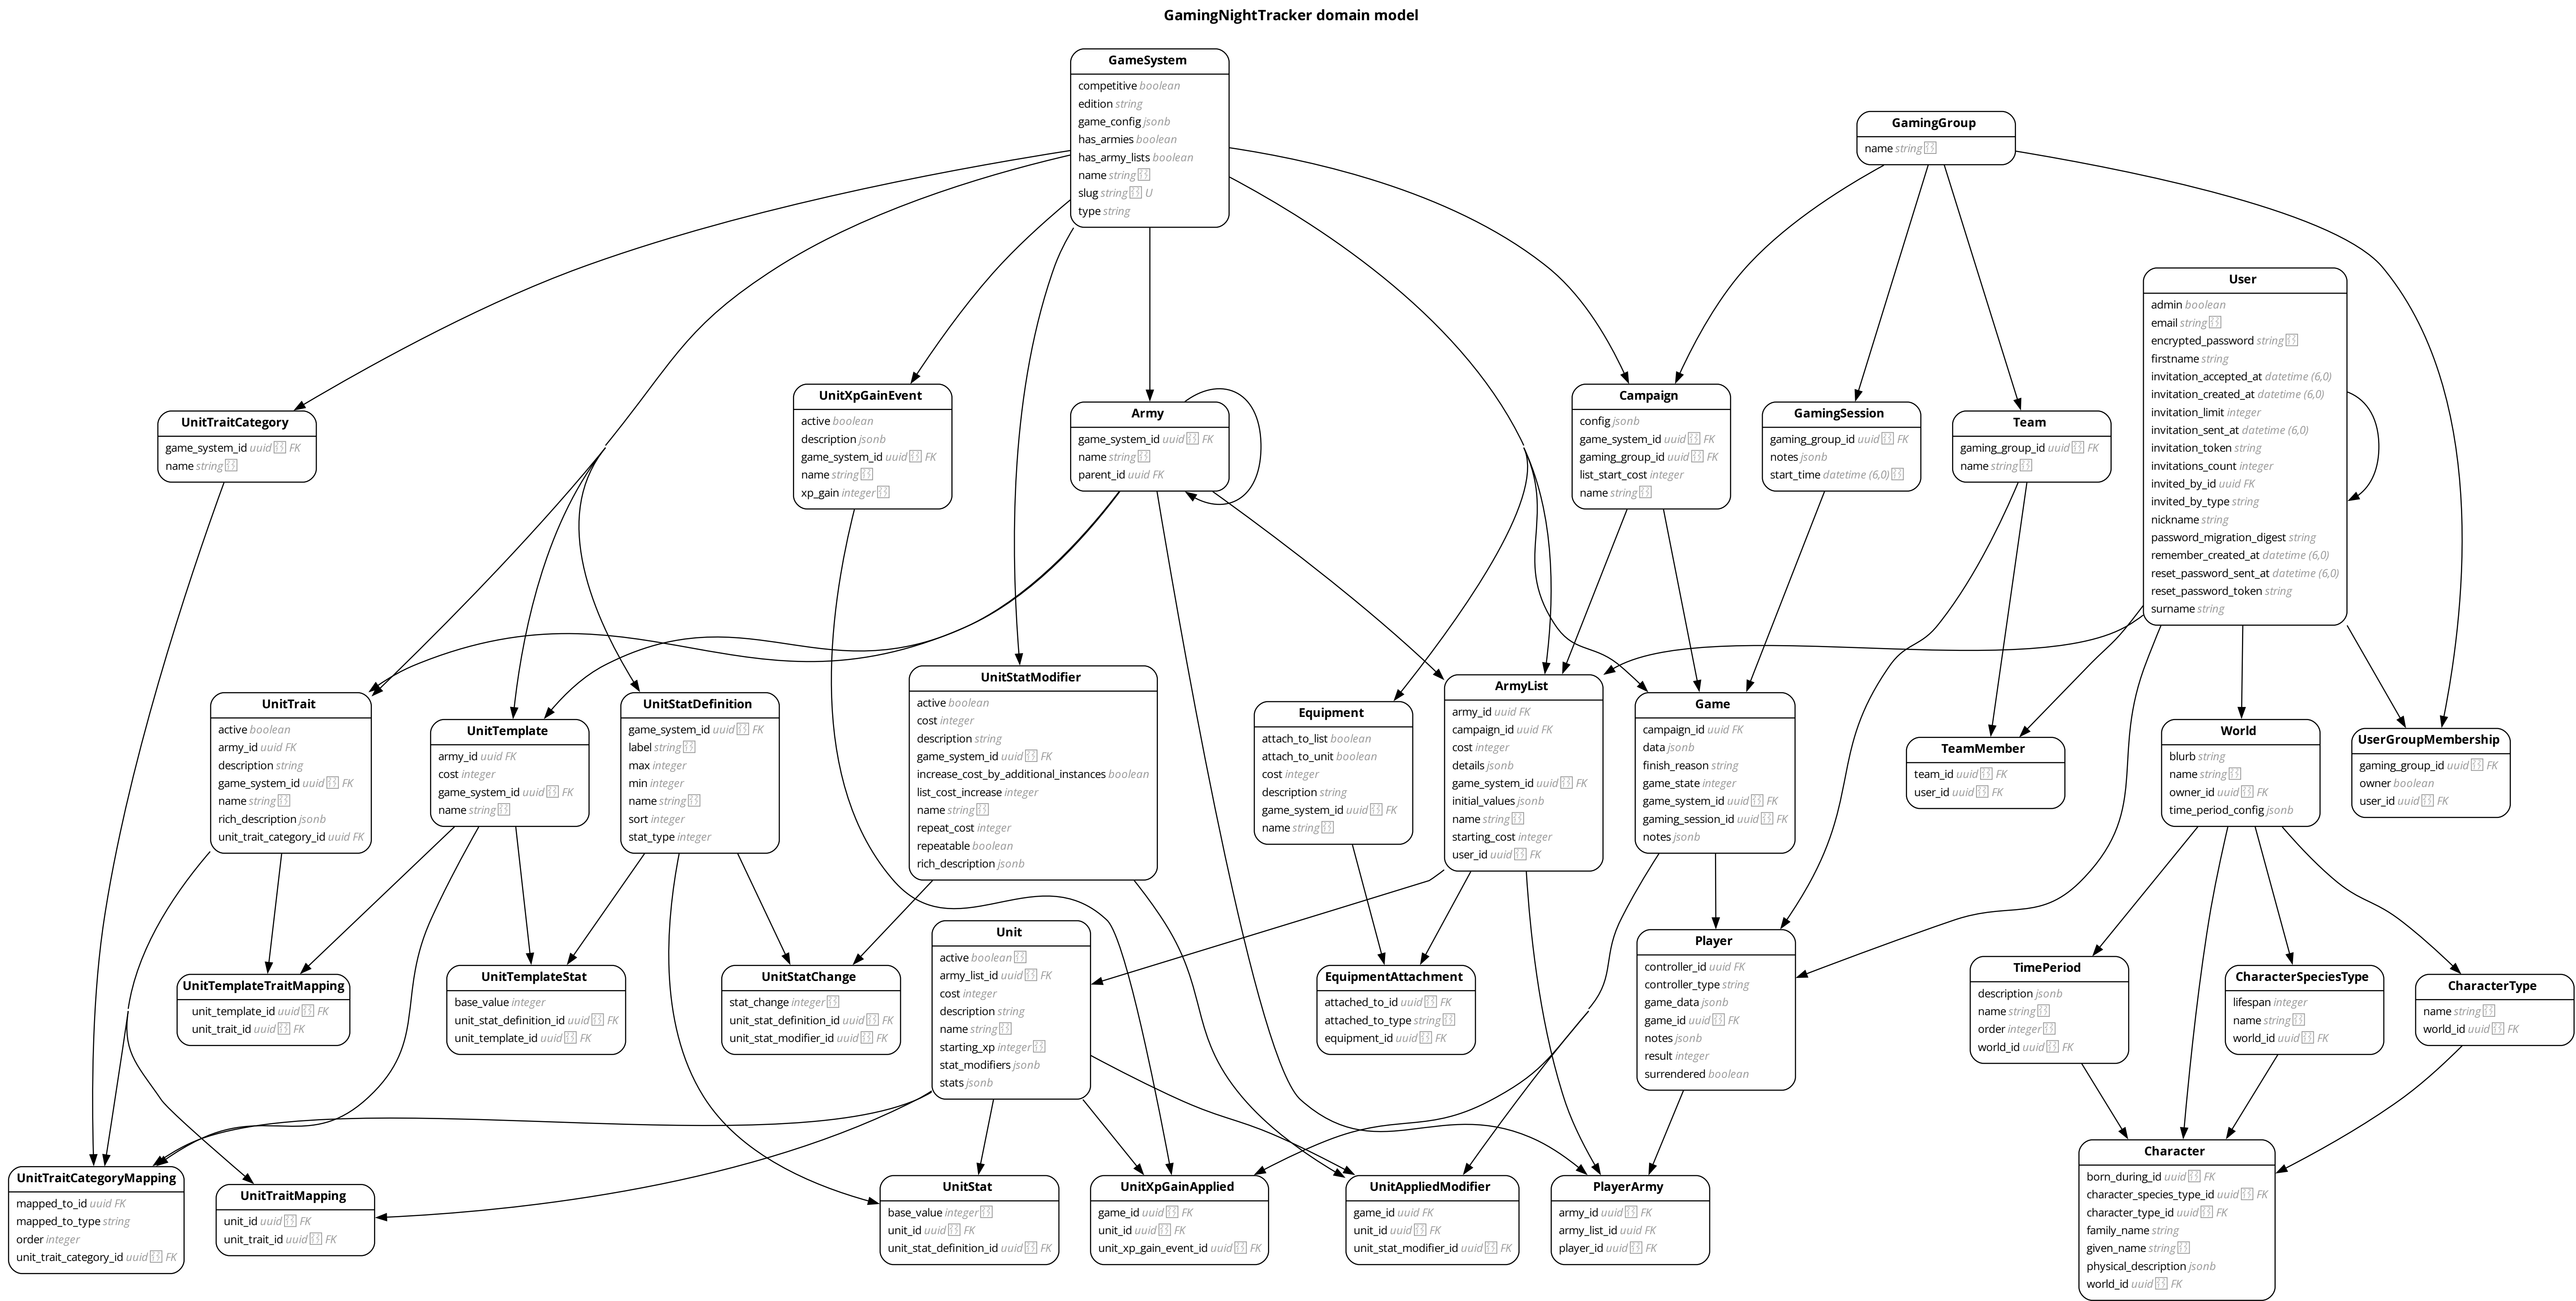 GamingNightTracker domain model
GameSystem
competitive boolean
edition string
game_config jsonb
has_armies boolean
has_army_lists boolean
name string
slug string U
type string
GamingGroup
name string
User
admin boolean
email string
encrypted_password string
firstname string
invitation_accepted_at datetime (6,0)
invitation_created_at datetime (6,0)
invitation_limit integer
invitation_sent_at datetime (6,0)
invitation_token string
invitations_count integer
invited_by_id uuid FK
invited_by_type string
nickname string
password_migration_digest string
remember_created_at datetime (6,0)
reset_password_sent_at datetime (6,0)
reset_password_token string
surname string
UnitTraitCategory
game_system_id uuid FK
name string
UnitXpGainEvent
active boolean
description jsonb
game_system_id uuid FK
name string
xp_gain integer
Army
game_system_id uuid FK
name string
parent_id uuid FK
Campaign
config jsonb
game_system_id uuid FK
gaming_group_id uuid FK
list_start_cost integer
name string
GamingSession
gaming_group_id uuid FK
notes jsonb
start_time datetime (6,0)
Team
gaming_group_id uuid FK
name string
UnitTrait
active boolean
army_id uuid FK
description string
game_system_id uuid FK
name string
rich_description jsonb
unit_trait_category_id uuid FK
UnitTemplate
army_id uuid FK
cost integer
game_system_id uuid FK
name string
UnitStatDefinition
game_system_id uuid FK
label string
max integer
min integer
name string
sort integer
stat_type integer
UnitStatModifier
active boolean
cost integer
description string
game_system_id uuid FK
increase_cost_by_additional_instances boolean
list_cost_increase integer
name string
repeat_cost integer
repeatable boolean
rich_description jsonb
Equipment
attach_to_list boolean
attach_to_unit boolean
cost integer
description string
game_system_id uuid FK
name string
ArmyList
army_id uuid FK
campaign_id uuid FK
cost integer
details jsonb
game_system_id uuid FK
initial_values jsonb
name string
starting_cost integer
user_id uuid FK
Game
campaign_id uuid FK
data jsonb
finish_reason string
game_state integer
game_system_id uuid FK
gaming_session_id uuid FK
notes jsonb
TeamMember
team_id uuid FK
user_id uuid FK
World
blurb string
name string
owner_id uuid FK
time_period_config jsonb
UserGroupMembership
gaming_group_id uuid FK
owner boolean
user_id uuid FK
UnitTemplateTraitMapping
unit_template_id uuid FK
unit_trait_id uuid FK
UnitTemplateStat
base_value integer
unit_stat_definition_id uuid FK
unit_template_id uuid FK
UnitStatChange
stat_change integer
unit_stat_definition_id uuid FK
unit_stat_modifier_id uuid FK
Unit
active boolean
army_list_id uuid FK
cost integer
description string
name string
starting_xp integer
stat_modifiers jsonb
stats jsonb
EquipmentAttachment
attached_to_id uuid FK
attached_to_type string
equipment_id uuid FK
Player
controller_id uuid FK
controller_type string
game_data jsonb
game_id uuid FK
notes jsonb
result integer
surrendered boolean
TimePeriod
description jsonb
name string
order integer
world_id uuid FK
CharacterSpeciesType
lifespan integer
name string
world_id uuid FK
CharacterType
name string
world_id uuid FK
UnitTraitCategoryMapping
mapped_to_id uuid FK
mapped_to_type string
order integer
unit_trait_category_id uuid FK
UnitTraitMapping
unit_id uuid FK
unit_trait_id uuid FK
UnitStat
base_value integer
unit_id uuid FK
unit_stat_definition_id uuid FK
UnitXpGainApplied
game_id uuid FK
unit_id uuid FK
unit_xp_gain_event_id uuid FK
UnitAppliedModifier
game_id uuid FK
unit_id uuid FK
unit_stat_modifier_id uuid FK
PlayerArmy
army_id uuid FK
army_list_id uuid FK
player_id uuid FK
Character
born_during_id uuid FK
character_species_type_id uuid FK
character_type_id uuid FK
family_name string
given_name string
physical_description jsonb
world_id uuid FK